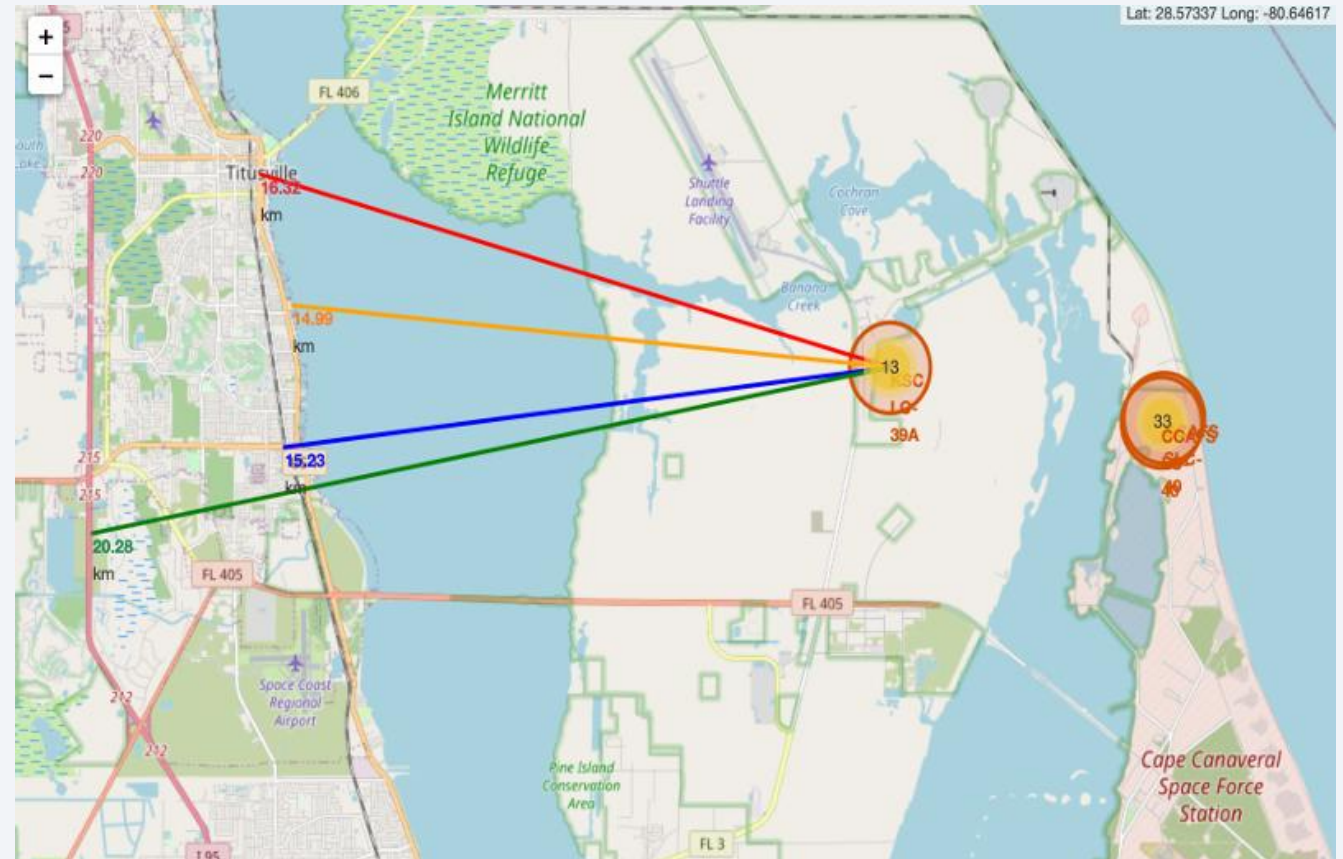 Lat: 28.57337 Long: -80.64617
+
−
5
FL 406
Merritt
Island National
Wildlife
Refuge
220
220
outh
Lake
Titusville
16.32
km
Shuttle
Landing
Facility
Cochran
Cove
Banana
Creek
14.99
km
13
KSC
LC-
39A
33
215
215
15.23
km
20.28
km
FL 405
FL 405
Space Coast
Regional
Airport
212
212
Pine Island
Conservation
Area
Cape Canaveral
Space Force
Station
FL 3
I 95